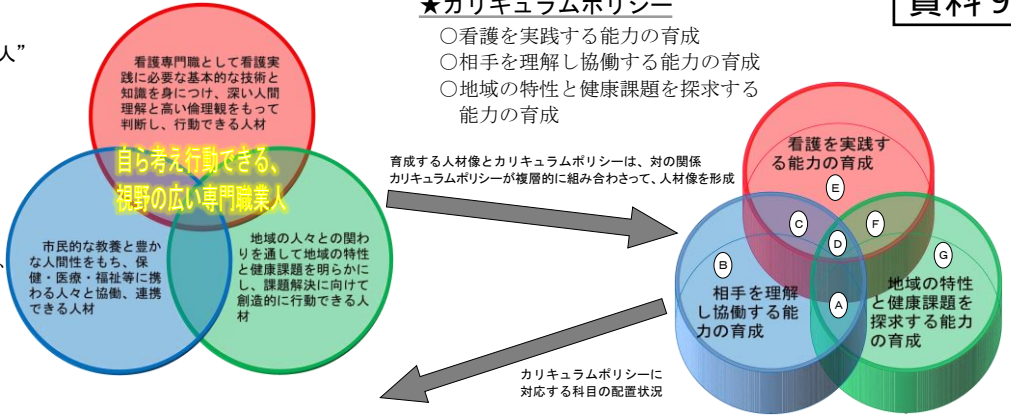 ★カリキュラムポリシー
資料9
人”
○看護を実践する能力の育成
○相手を理解し協働する能力の育成
○地域の特性と健康課題を探求する
能力の育成
看護専門職として看護実
践に必要な基本的な技術と
知識を身につけ、深い人間
理解と高い倫理観をもって
判断し、行動できる人材
自ら考え行動できる、
視野の広い専門職業人
市民的な教養と豊か
な人間性をもち、保
健・医療・福祉等に携
わる人々と協働、連携
できる人材
地域の人々との関わ
りを通して地域の特性
と健康課題を明らかに
し、課題解決に向けて
創造的に行動できる人
材
、
育成する人材像とカリキュラムポリシーは、対の関係
カリキュラムポリシーが複層的に組み合わさって、人材像を形成
看護を実践す
る能力の育成
E
C
F
D
B
G
A
相手を理解
し協働する能
力の育成
地域の特性
と健康課題を
探求する能力
の育成
カリキュラムポリシーに
対応する科目の配置状況